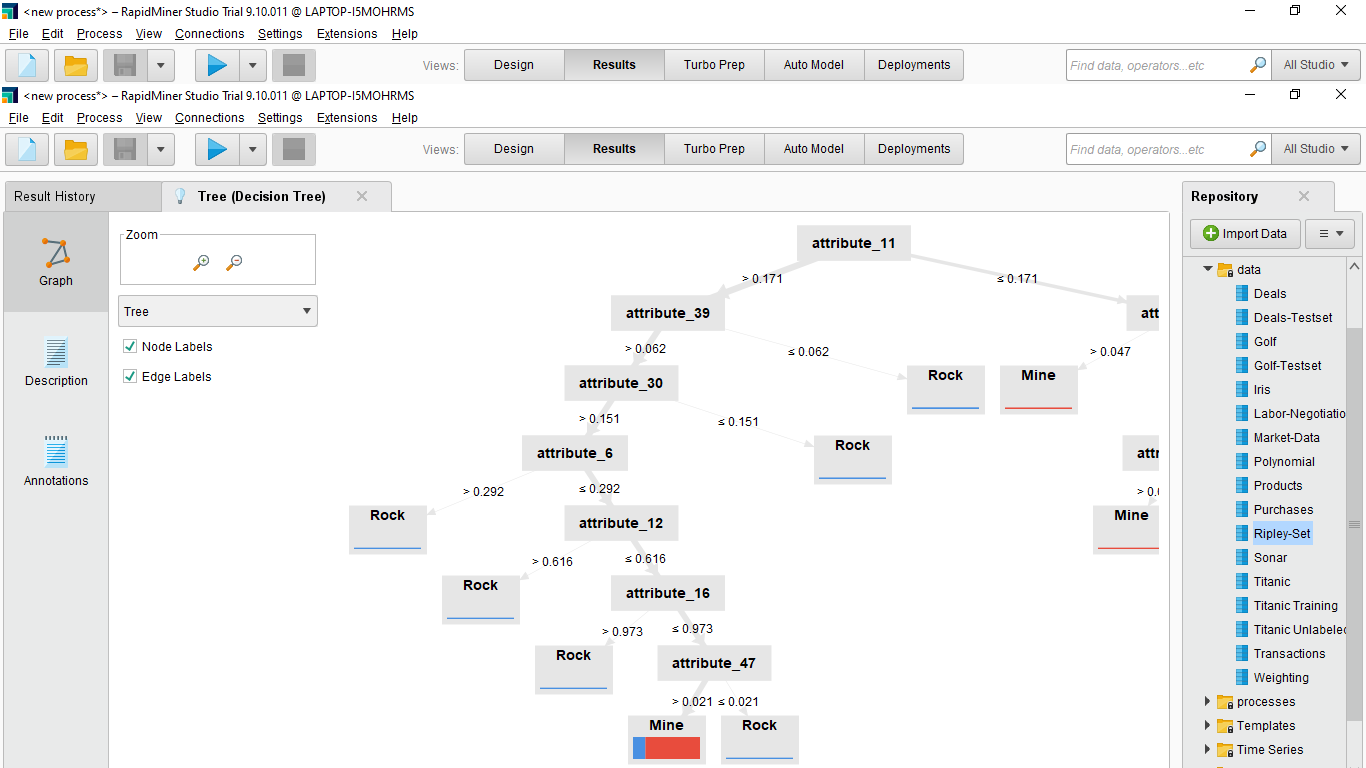 <new process*> – RapidMiner Studio Trial 9.10.011 @ LAPTOP-I5MOHRMS
File Edit Process View Connections Settings Extensions Help
Views: Design Results Turbo Prep Auto Model Deployments Find data, operators...etc All Studio
<new process*> – RapidMiner Studio Trial 9.10.011 @ LAPTOP-I5MOHRMS
File Edit Process View Connections Settings Extensions Help
Views: Design Results Turbo Prep Auto Model Deployments Find data, operators...etc All Studio
Result History
Tree (Decision Tree)
Graph
Description
Annotations
Zoom
Tree
Node Labels
Edge Labels
attribute_11
> 0.171
≤ 0.171
attribute_39
att
> 0.062
≤ 0.062
> 0.047
attribute_30
Rock
Mine
> 0.151
≤ 0.151
attribute_6
Rock
attr
> 0.292
≤ 0.292
> 0.0
Rock
attribute_12
Mine
> 0.616
≤ 0.616
Rock
attribute_16
> 0.973
≤ 0.973
Rock
attribute_47
> 0.021
≤ 0.021
Mine
Rock
Repository
Import Data
data
Deals
Deals-Testset
Golf
Golf-Testset
Iris
Labor-Negotiatio
Market-Data
Polynomial
Products
Purchases
Ripley-Set
Sonar
Titanic
Titanic Training
Titanic Unlabeled
Transactions
Weighting
processes
Templates
Time Series